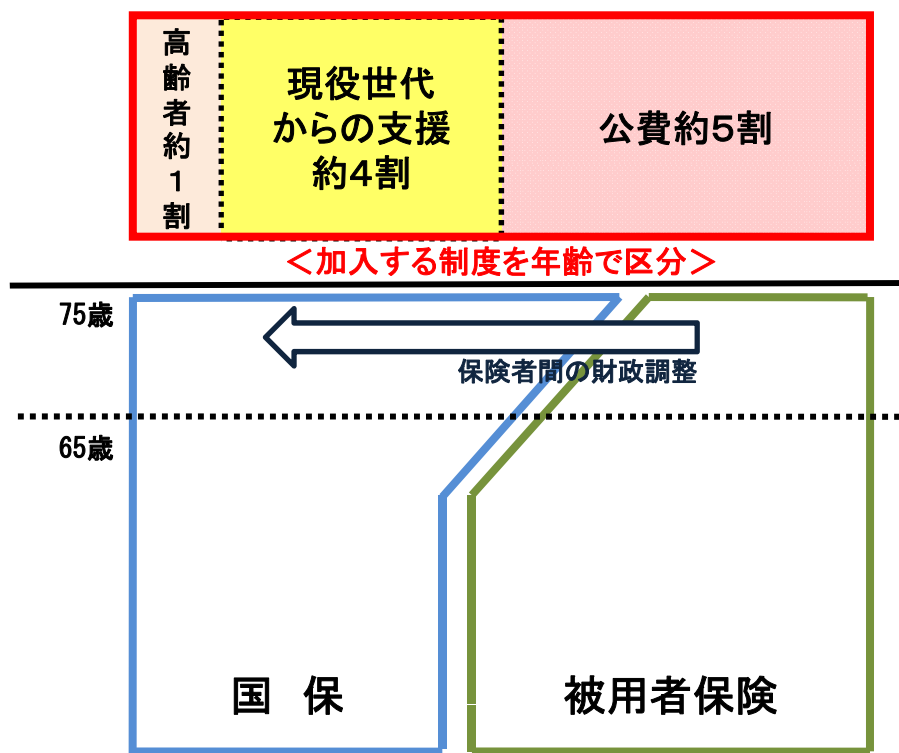 高齢者約1割
現役世代
からの支援
約4割
公費約5割
＜加入する制度を年齢で区分＞
75歳
保険者間の財政調整
65歳
国　保
被用者保険